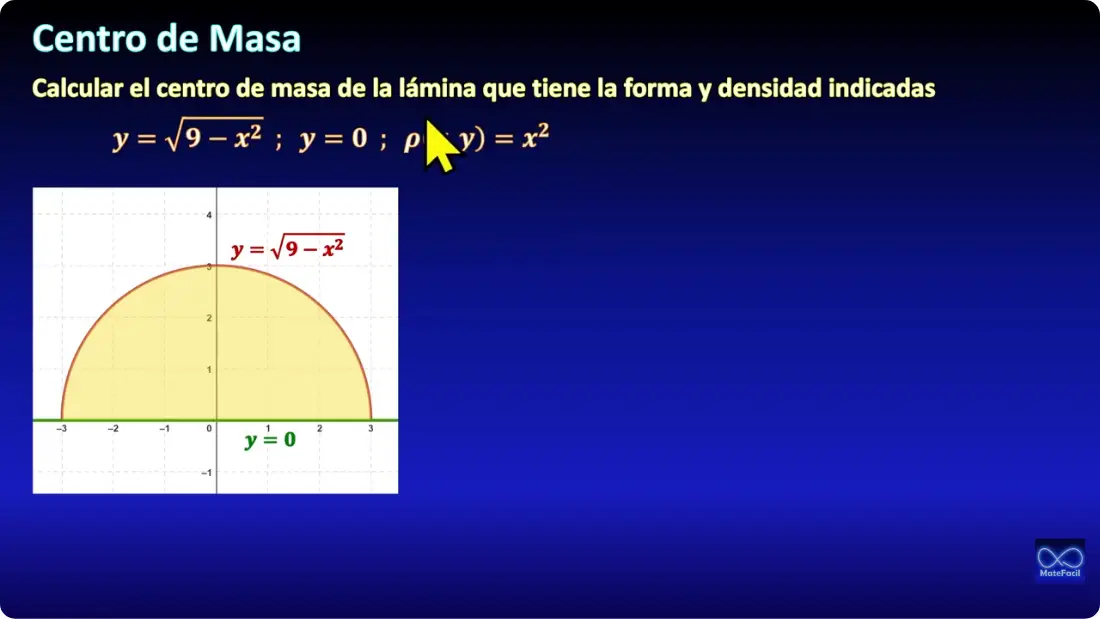 Centro de Masa
Calcular el centro de masa de la lámina que tiene la forma y densidad indicadas
y = √(9 − x²) ; y = 0 ; ρ y) = x²
4
y = √(9 − x²)
3
2
1
−3 −2 −1 0 1 2 3
y = 0
−1
MateFacil